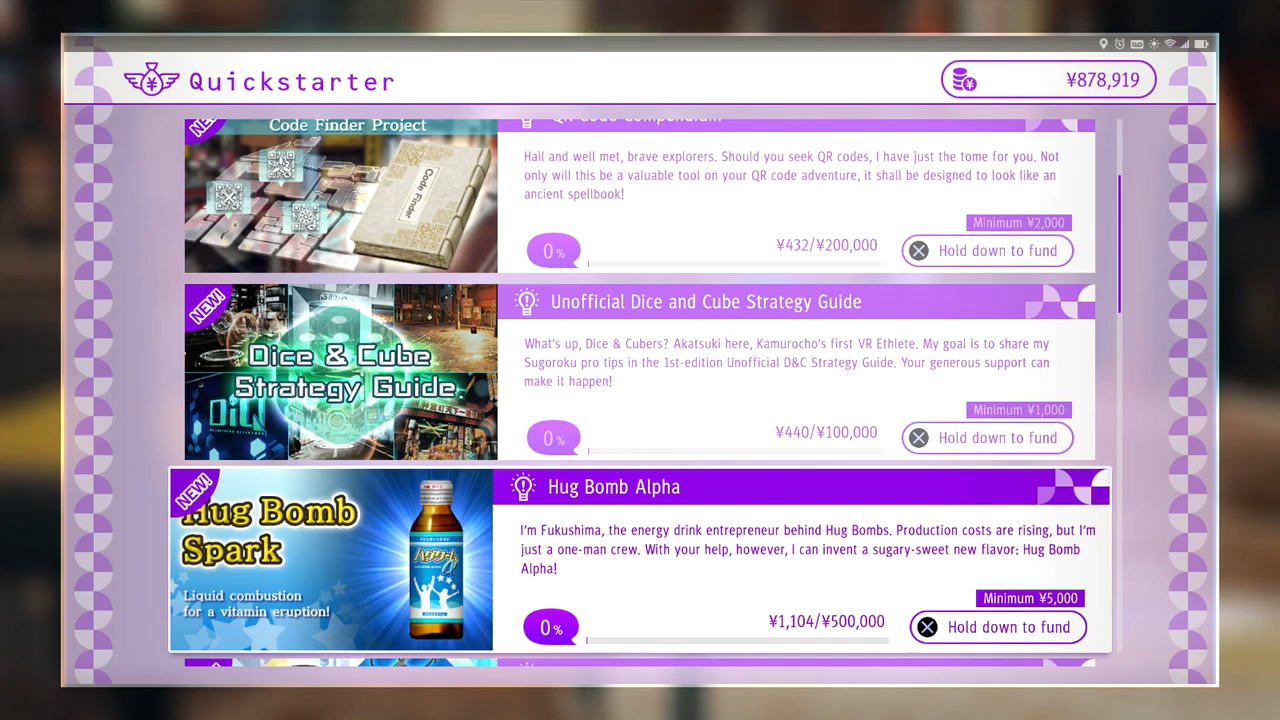 Quickstarter
¥878,919
NEW!
Code Finder Project
Code Finder
QR Code Compendium
Hail and well met, brave explorers. Should you seek QR codes, I have just the tome for you. Not
only will this be a valuable tool on your QR code adventure, it shall be designed to look like an
ancient spellbook!
Minimum ¥2,000
0%
¥432/¥200,000
Hold down to fund
NEW!
Dice & Cube
Strategy Guide
Unofficial Dice and Cube Strategy Guide
What's up, Dice & Cubers? Akatsuki here, Kamurocho's first VR Ethlete. My goal is to share my
Sugoroku pro tips in the 1st-edition Unofficial D&C Strategy Guide. Your generous support can
make it happen!
Minimum ¥1,000
0%
¥440/¥100,000
Hold down to fund
NEW!
Hug Bomb
Spark
Liquid combustion
for a vitamin eruption!
Hug Bomb Alpha
I'm Fukushima, the energy drink entrepreneur behind Hug Bombs. Production costs are rising, but I'm
just a one-man crew. With your help, however, I can invent a sugary-sweet new flavor: Hug Bomb
Alpha!
Minimum ¥5,000
0%
¥1,104/¥500,000
Hold down to fund